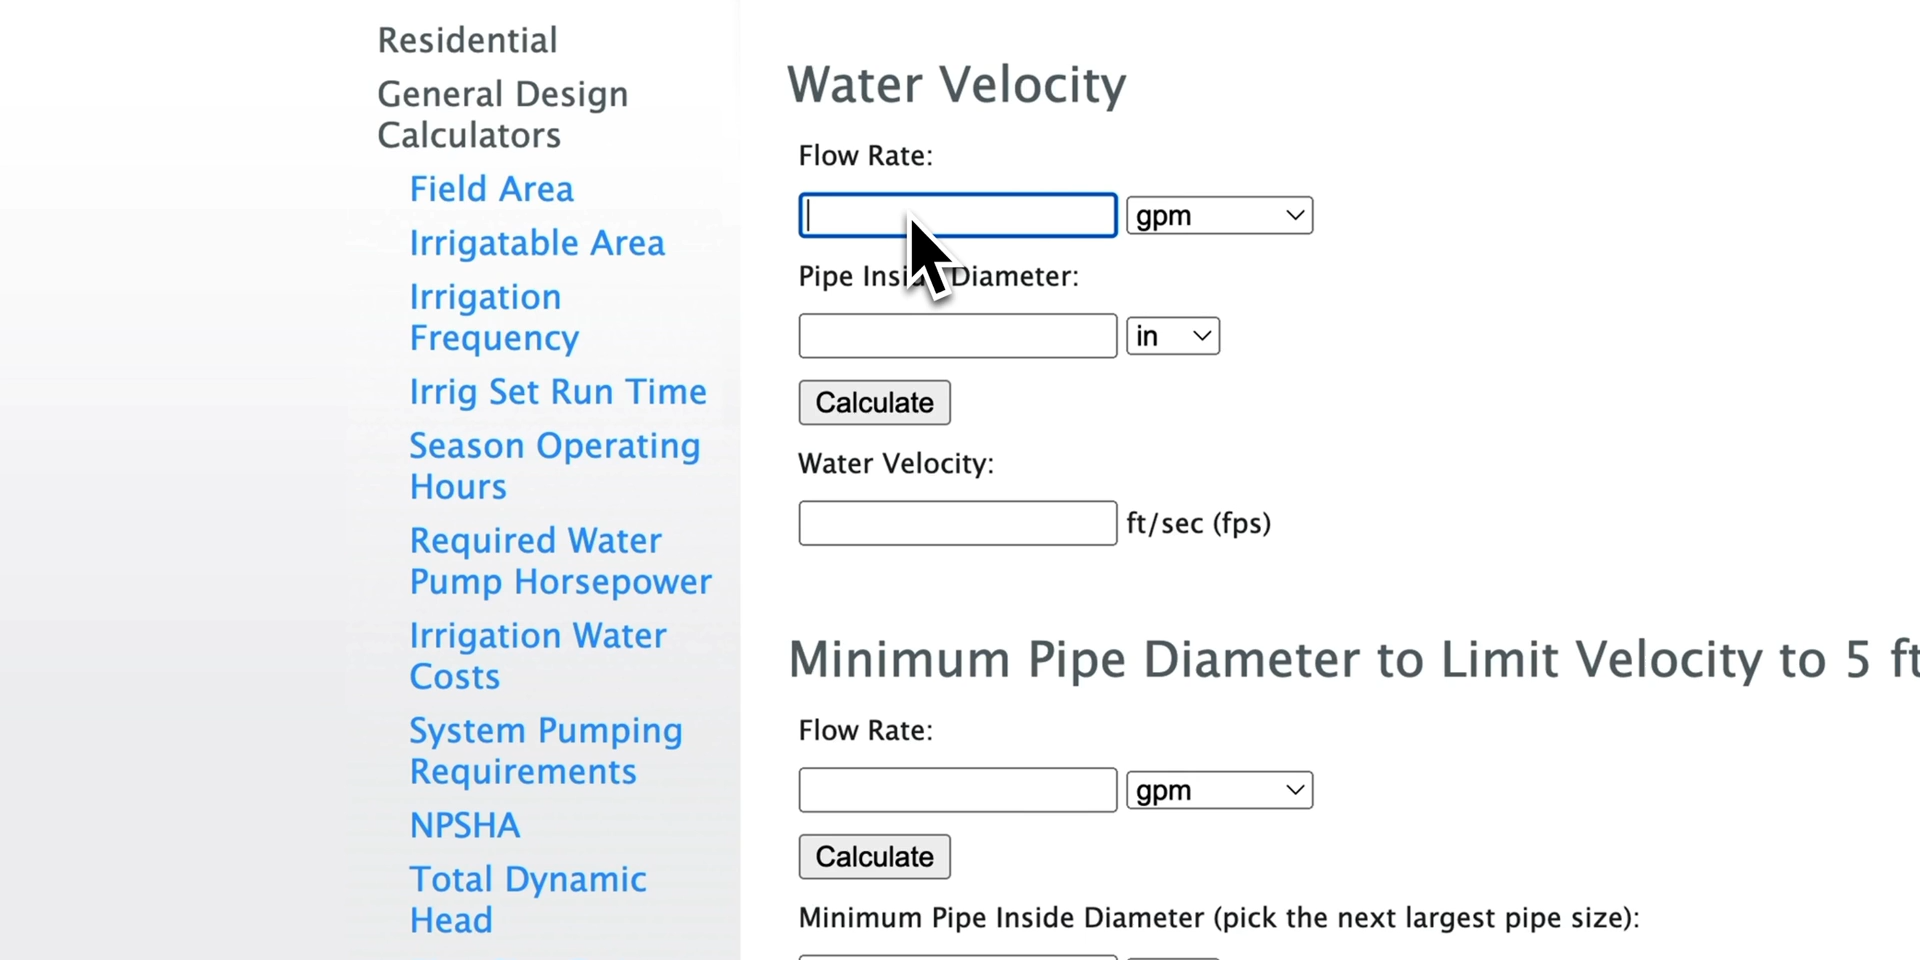 Residential
General Design
Calculators
Field Area
Irrigatable Area
Irrigation
Frequency
Irrig Set Run Time
Season Operating
Hours
Required Water
Pump Horsepower
Irrigation Water
Costs
System Pumping
Requirements
NPSHA
Total Dynamic
Head
Water Velocity
Flow Rate:
gpm
Pipe Inside Diameter:
in
Calculate
Water Velocity:
ft/sec (fps)
Minimum Pipe Diameter to Limit Velocity to 5 ft
Flow Rate:
gpm
Calculate
Minimum Pipe Inside Diameter (pick the next largest pipe size):